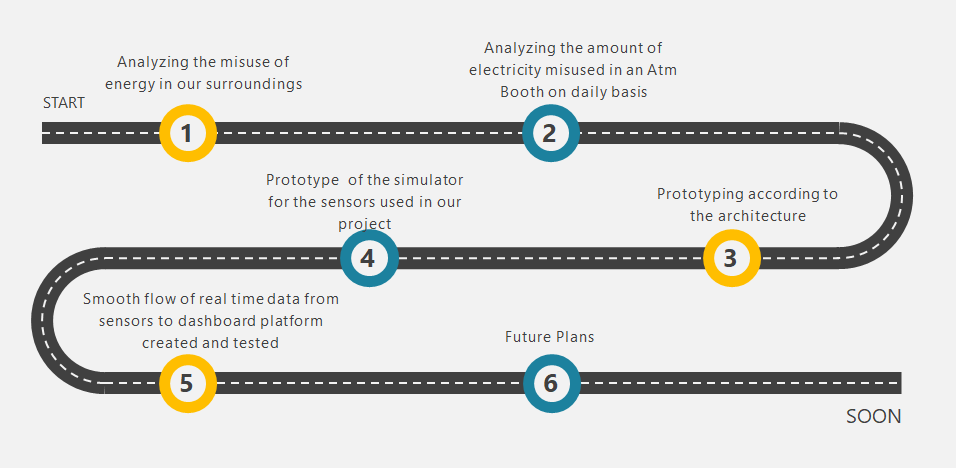 START
Analyzing the misuse of
energy in our surroundings
1
Analyzing the amount of
electricity misused in an Atm
Booth on daily basis
2
Prototyping according to
the architecture
3
Prototype of the simulator
for the sensors used in our
project
4
Smooth flow of real time data from
sensors to dashboard platform
created and tested
5
Future Plans
6
SOON